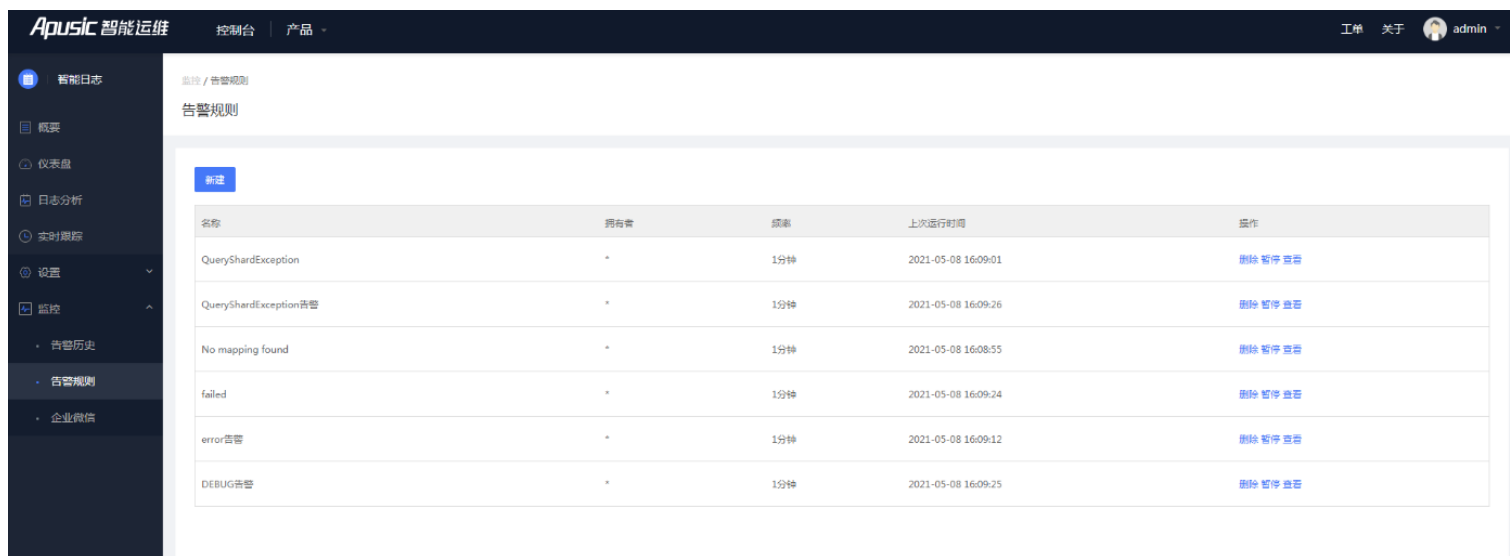 Apusic 智能运维 控制台 产品 工单 关于 admin
智能日志
概要
仪表盘
日志分析
实时跟踪
设置
监控
告警历史
告警规则
企业微信
监控 / 告警规则
告警规则
新建
名称 拥有者 频率 上次运行时间 操作
QueryShardException * 1分钟 2021-05-08 16:09:01 删除 暂停 查看
QueryShardException告警 * 1分钟 2021-05-08 16:09:26 删除 暂停 查看
No mapping found * 1分钟 2021-05-08 16:08:55 删除 暂停 查看
failed * 1分钟 2021-05-08 16:09:24 删除 暂停 查看
error告警 * 1分钟 2021-05-08 16:09:12 删除 暂停 查看
DEBUG告警 * 1分钟 2021-05-08 16:09:25 删除 暂停 查看